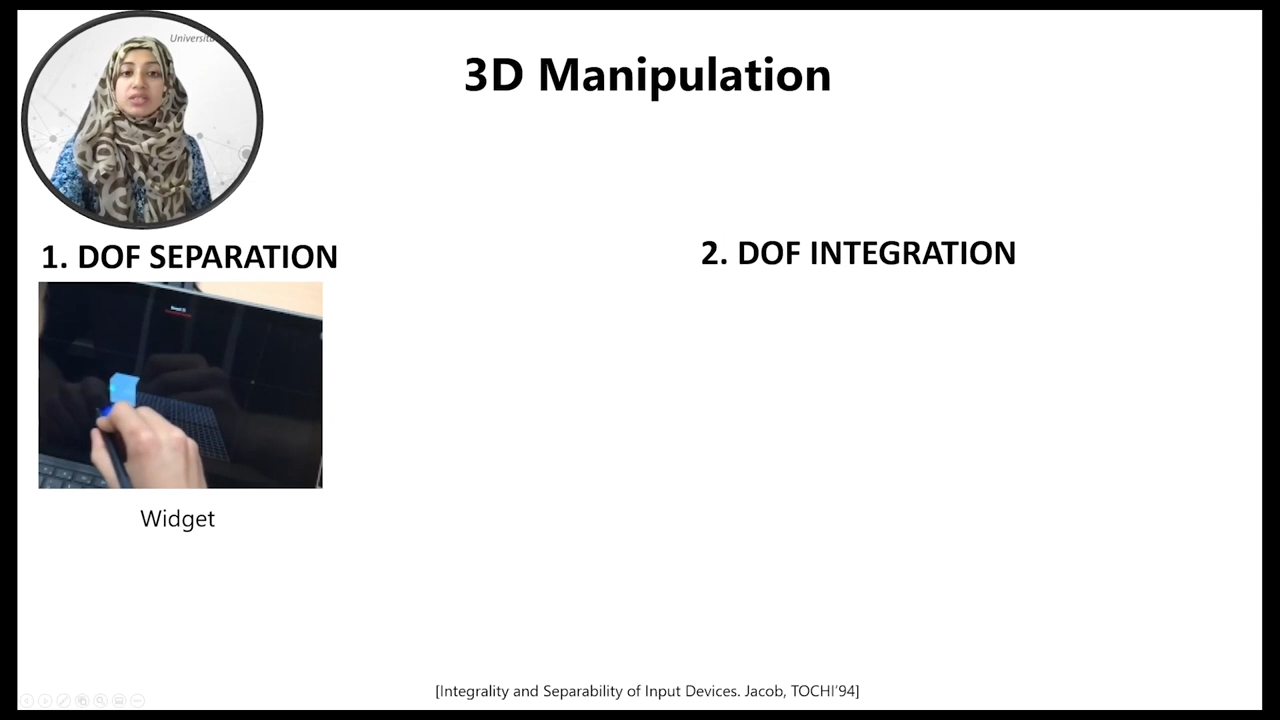 3D Manipulation
1. DOF SEPARATION
2. DOF INTEGRATION
Widget
[Integrality and Separability of Input Devices. Jacob, TOCHI'94]